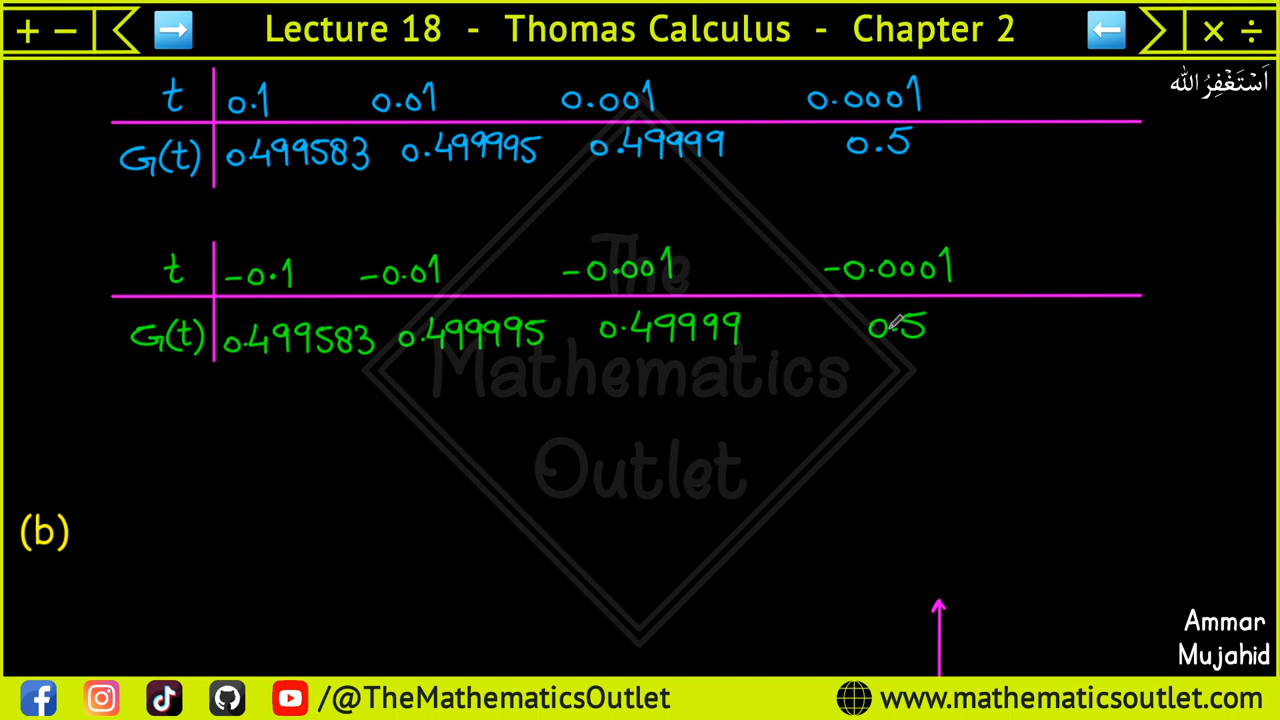 + − Lecture 18 - Thomas Calculus - Chapter 2 × ÷
اَسْتَغْفِرُ اللّٰه
t 0.1 0.01 0.001 0.0001
G(t) 0.499583 0.499995 0.49999 0.5
t -0.1 -0.01 -0.001 -0.0001
G(t) 0.499583 0.499995 0.49999 0.5
The
Mathematics
Outlet
(b)
Ammar
Mujahid
/@TheMathematicsOutlet www.mathematicsoutlet.com